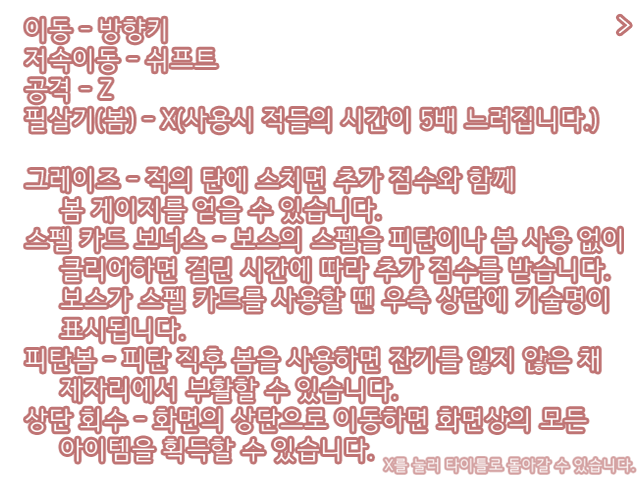 이동 - 방향키
>
저속이동 - 쉬프트
공격 - Z
필살기(봄) - X(사용시 적들의 시간이 5배 느려집니다.)
그레이즈 - 적의 탄에 스치면 추가 점수와 함께
봄 게이지를 얻을 수 있습니다.
스펠 카드 보너스 - 보스의 스펠을 피탄이나 봄 사용 없이
클리어하면 걸린 시간에 따라 추가 점수를 받습니다.
보스가 스펠 카드를 사용할 땐 우측 상단에 기술명이
표시됩니다.
피탄봄 - 피탄 직후 봄을 사용하면 잔기를 잃지 않은 채
제자리에서 부활할 수 있습니다.
상단 회수 - 화면의 상단으로 이동하면 화면상의 모든
아이템을 획득할 수 있습니다.
X를 눌러 타이틀로 돌아갈 수 있습니다.